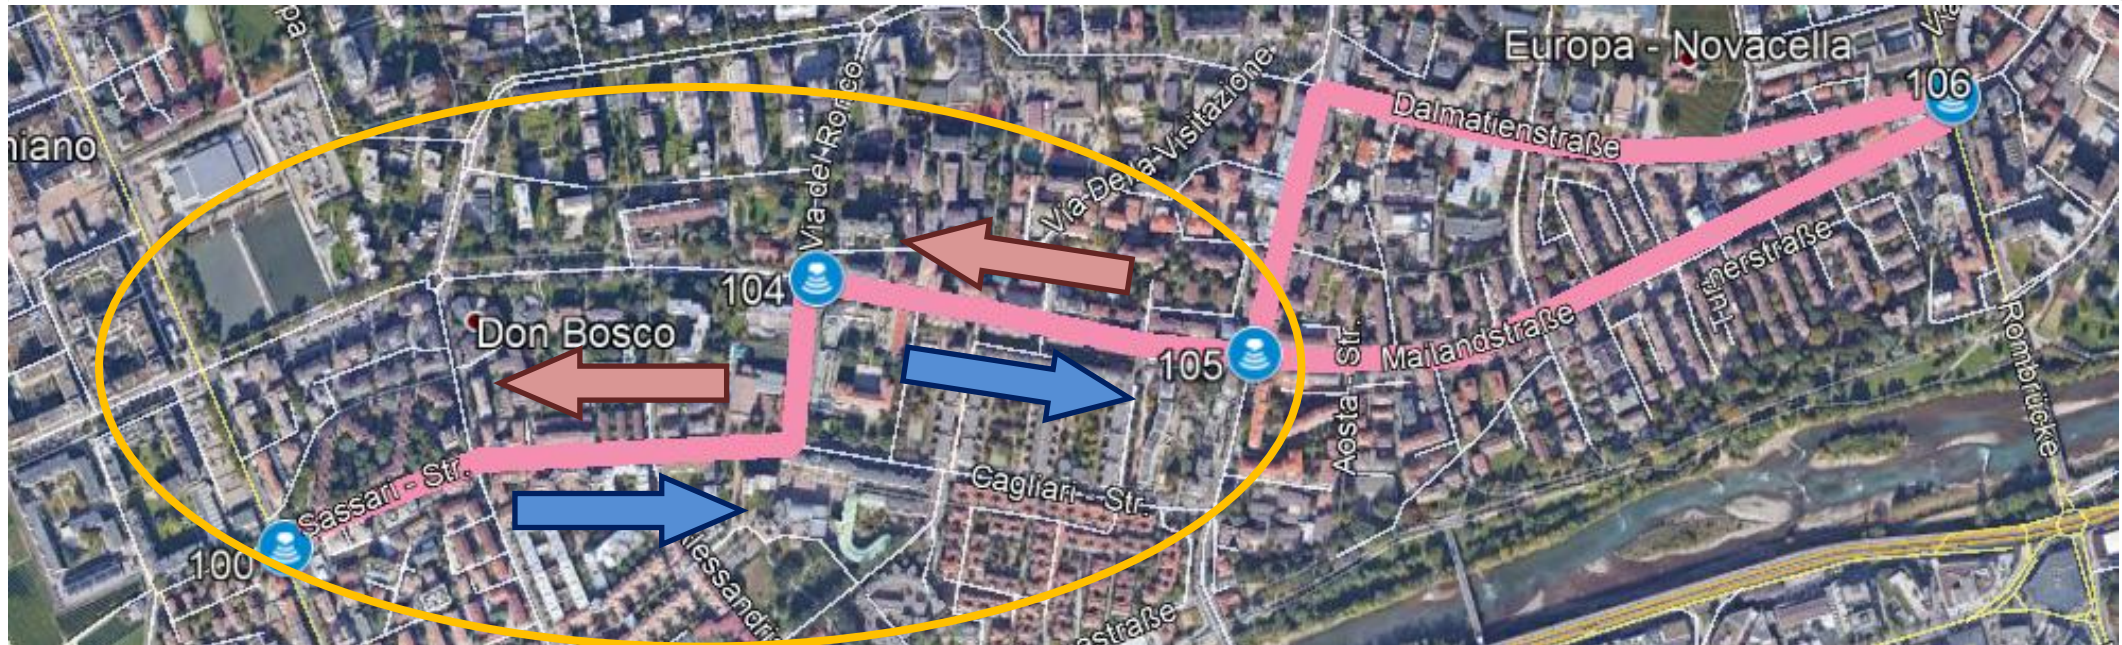 Europa - Novacella
106
Dalmatienstraße
Via Della Visitazione
Via del Ronco
104
Don Bosco
105
Mailandstraße
Aosta - Str.
Rombrücke
Sassari - Str.
Cagliari - Str.
100